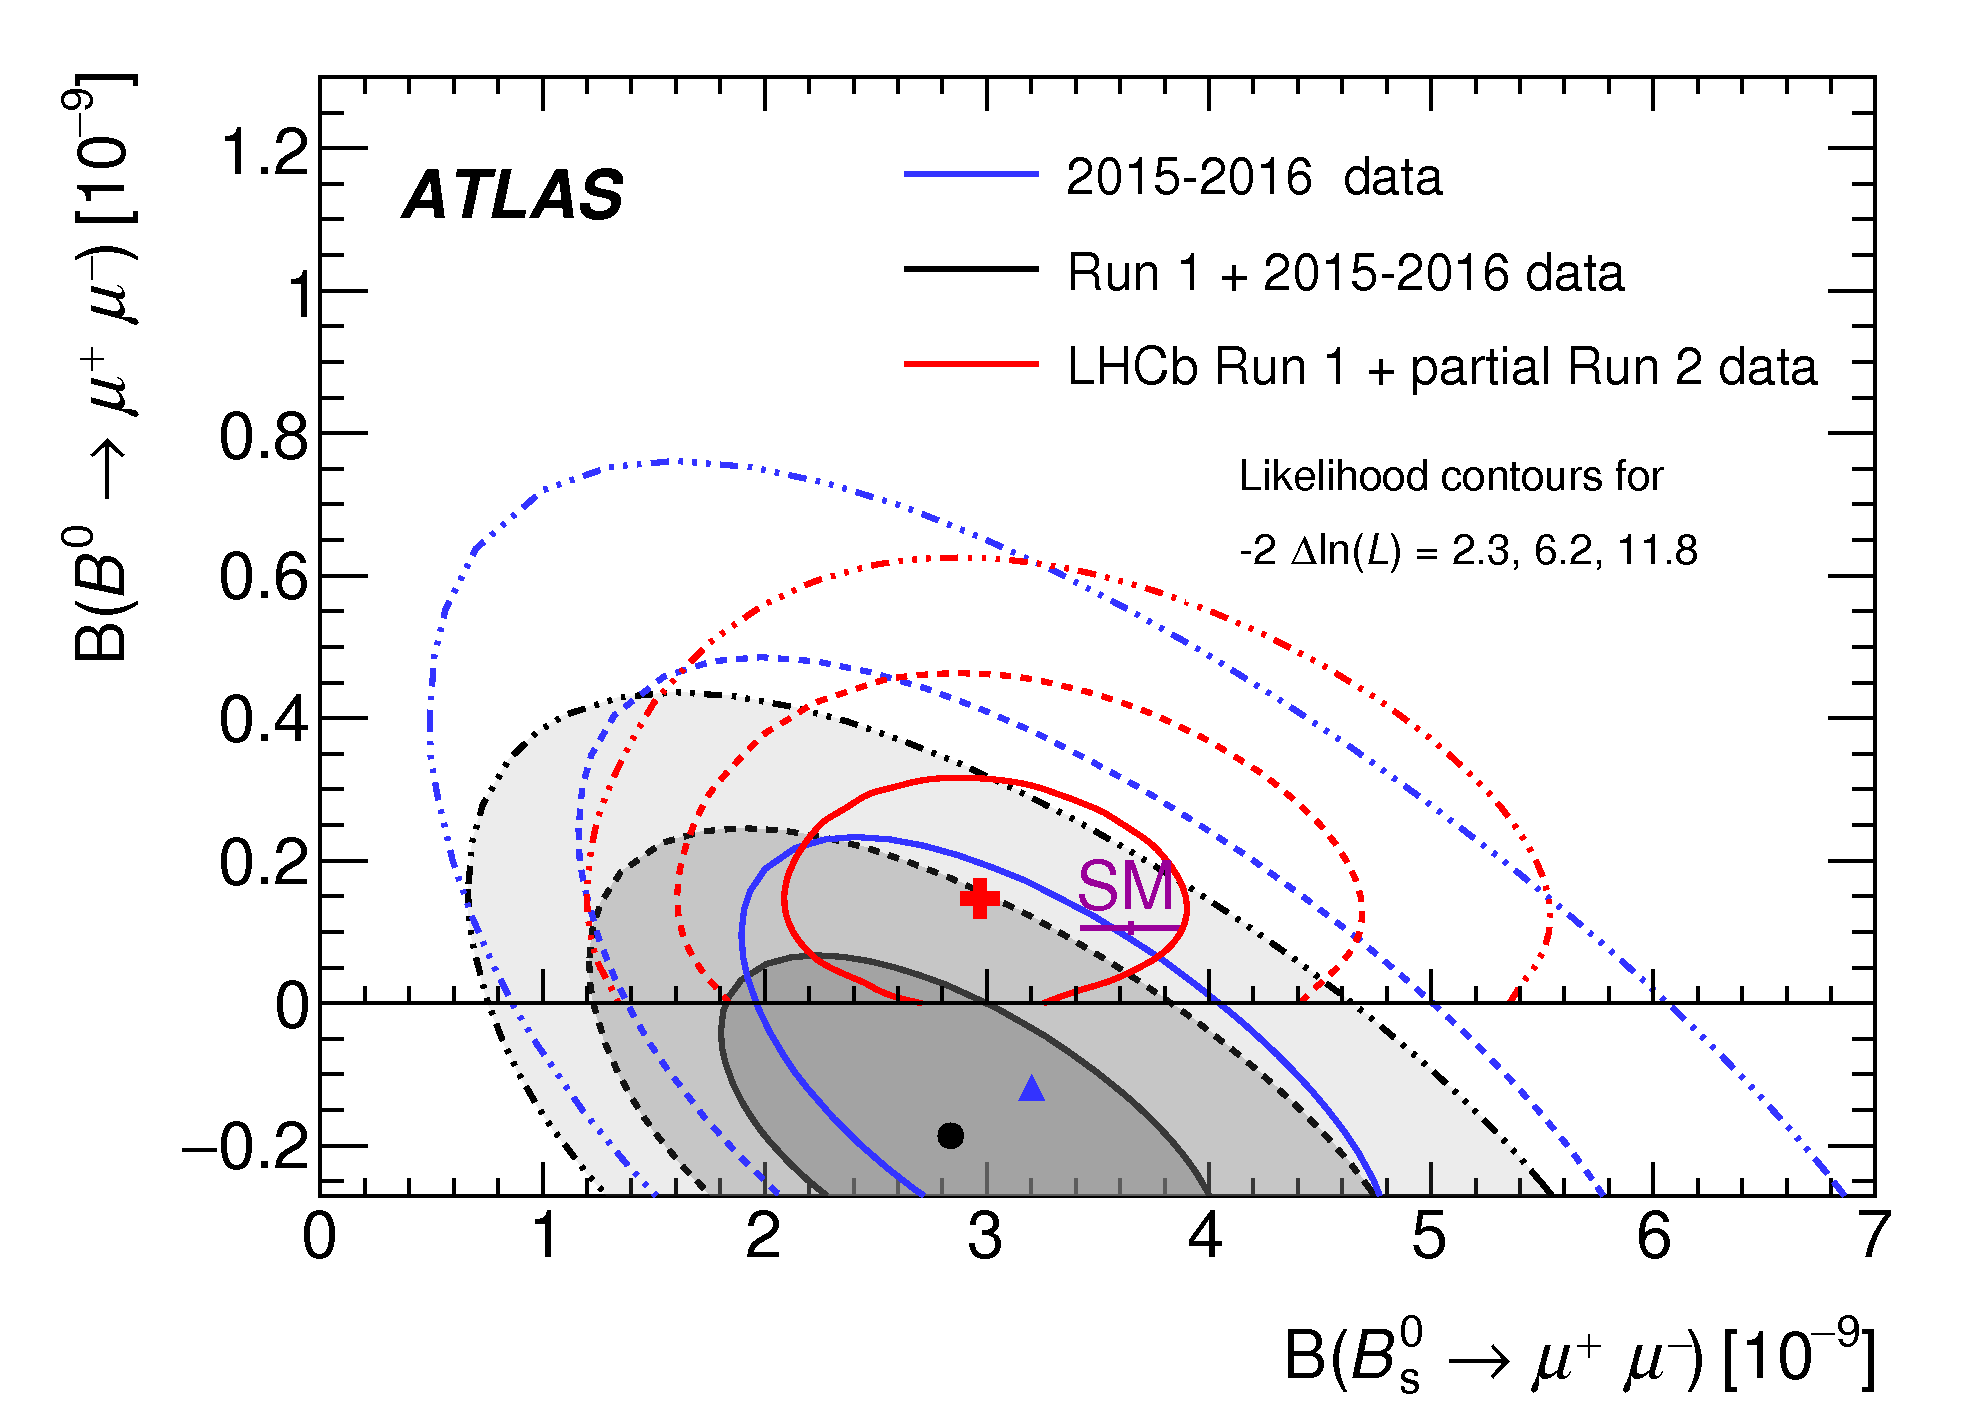 B(B⁰ → μ⁺ μ⁻) [10⁻⁹]
ATLAS
2015-2016 data
Run 1 + 2015-2016 data
LHCb Run 1 + partial Run 2 data
Likelihood contours for
-2 Δln(L) = 2.3, 6.2, 11.8
1.2
1
0.8
0.6
0.4
0.2
0
−0.2
SM
0 1 2 3 4 5 6 7
B(B⁰ₛ → μ⁺ μ⁻) [10⁻⁹]